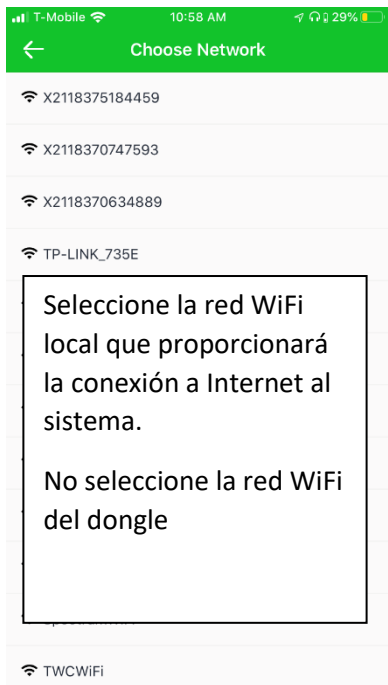 T-Mobile 10:58 AM 29%
Choose Network
X2118375184459
X2118370747593
X2118370634889
TP-LINK_735E
Seleccione la red WiFi
local que proporcionará
la conexión a Internet al
sistema.
No seleccione la red WiFi
del dongle
TWCWiFi